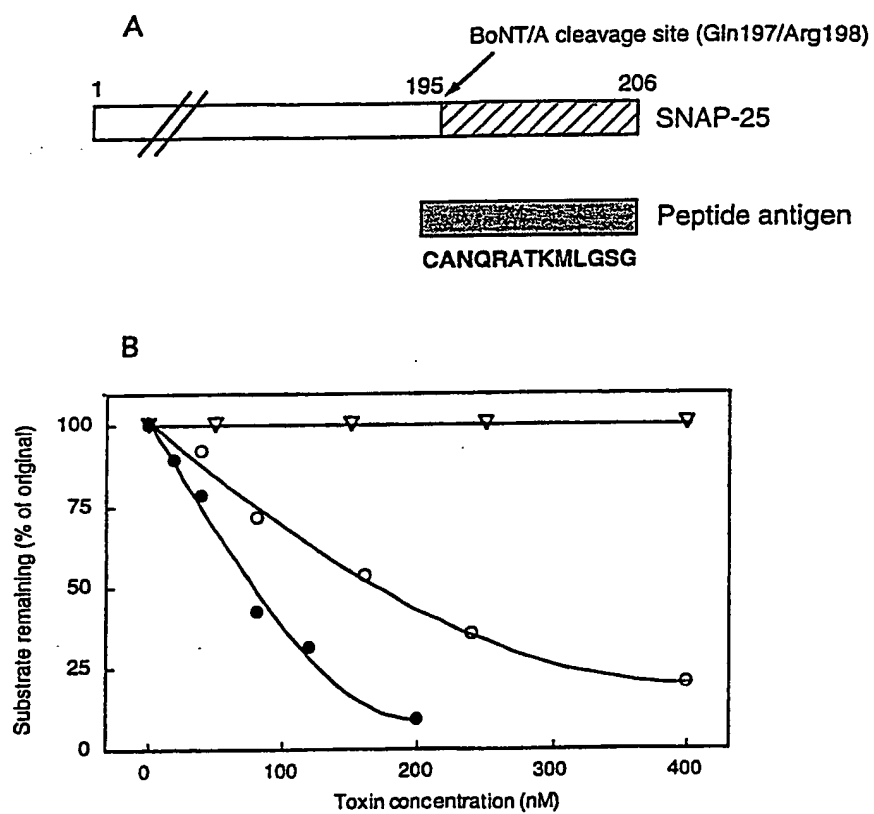 A
BoNT/A cleavage site (Gln197/Arg198)
1
195
206
SNAP-25
Peptide antigen
CANQRATKMLGSG
B
Substrate remaining (% of original)
100
75
50
25
0
0
100
200
300
400
Toxin concentration (nM)